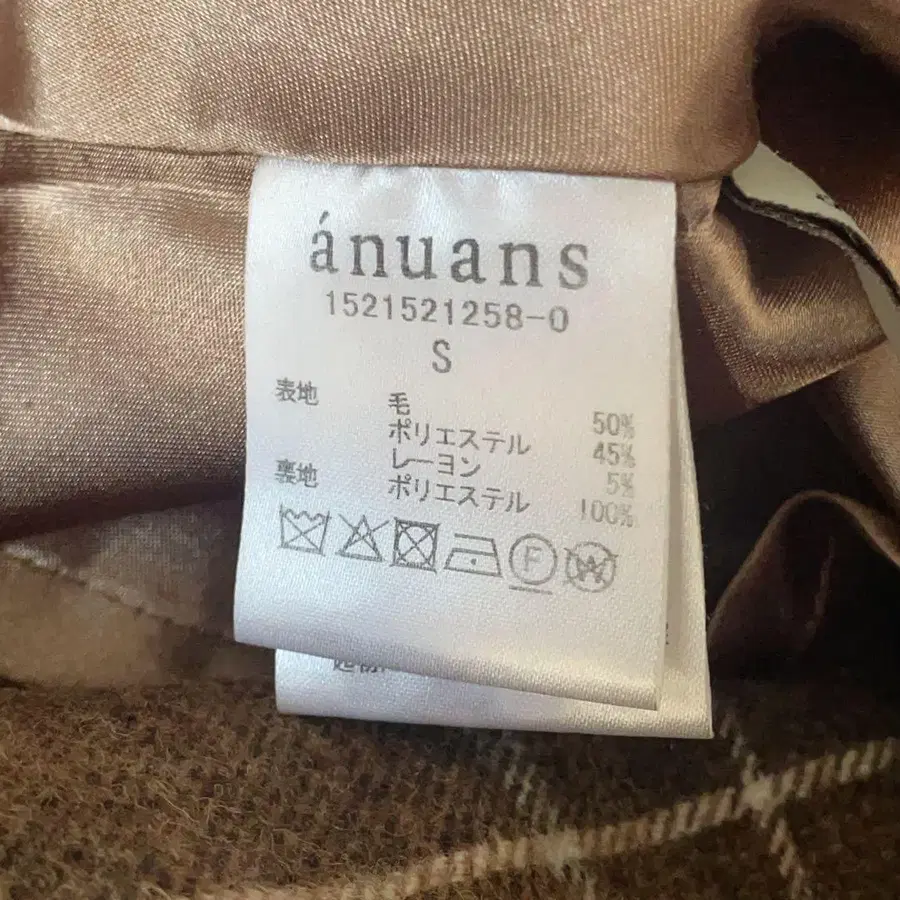 ánuans
1521521258-0
S
表地 毛 50%
ポリエステル 45%
レーヨン 5%
裏地 ポリエステル 100%
F W